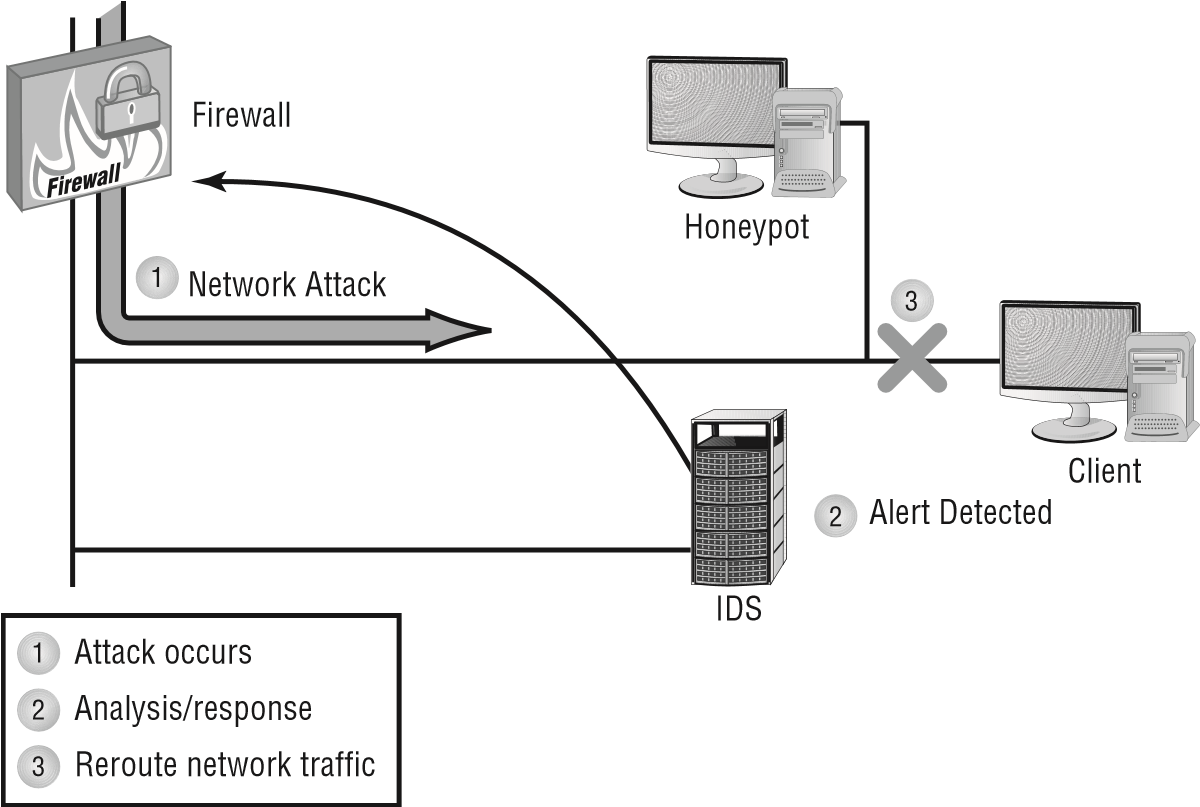 Firewall
Firewall
Honeypot
1 Network Attack
3
Client
2 Alert Detected
IDS
1 Attack occurs
2 Analysis/response
3 Reroute network traffic